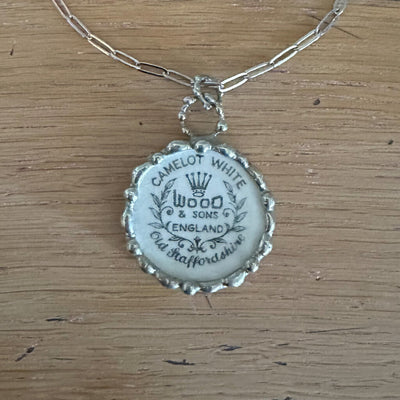 CAMELOT WHITE
WOOD
& SONS
ENGLAND
Old Staffordshire